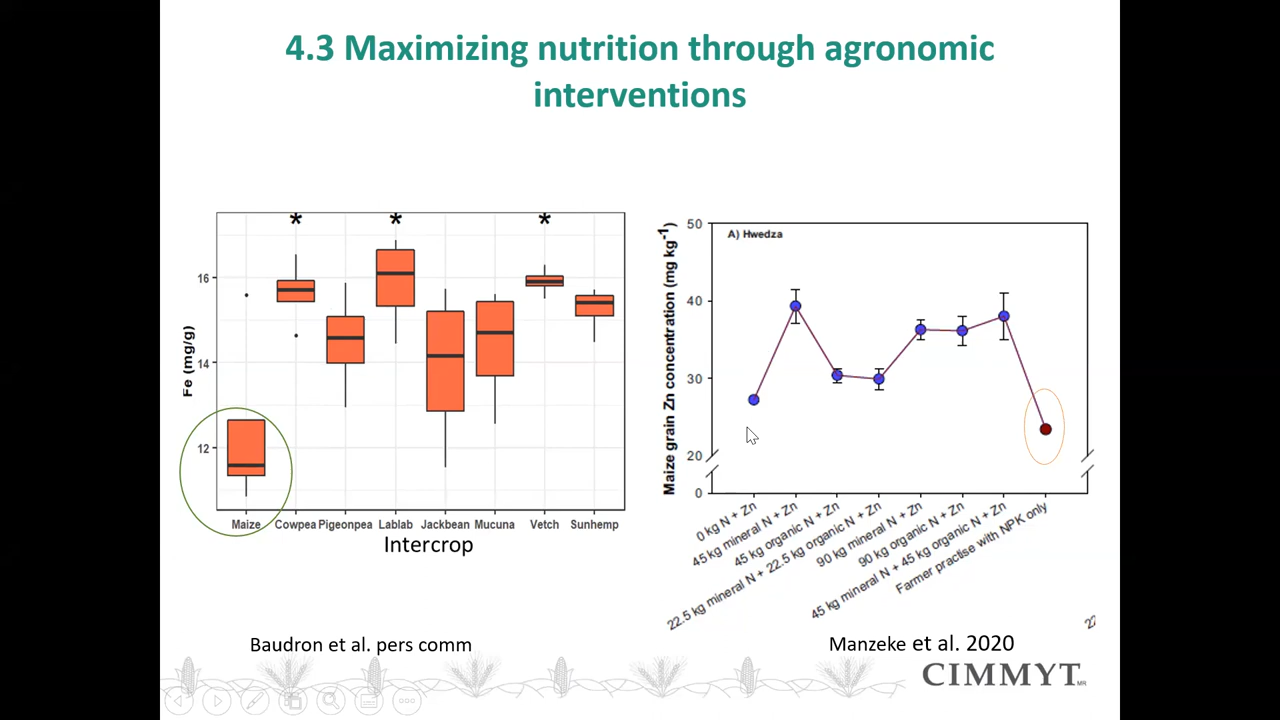 4.3 Maximizing nutrition through agronomic
interventions
* * *
Fe (mg/g)
16
14
12
Maize Cowpea Pigeonpea Lablab Jackbean Mucuna Vetch Sunhemp
Intercrop
Baudron et al. pers comm
A) Hwedza
Maize grain Zn concentration (mg kg⁻¹)
50
40
30
20
0
0 kg N + Zn
45 kg mineral N + Zn
45 kg organic N + Zn
22.5 kg mineral N + 22.5 kg organic N + Zn
90 kg mineral N + Zn
90 kg organic N + Zn
45 kg mineral N + 45 kg organic N + Zn
Farmer practise with NPK only
Manzeke et al. 2020
CIMMYT